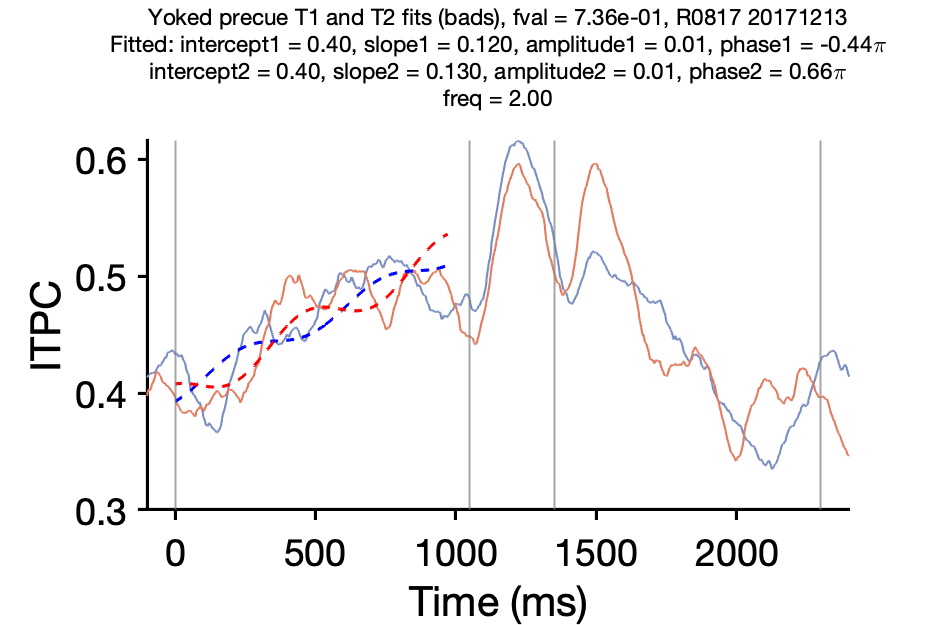 Yoked precue T1 and T2 fits (bads), fval = 7.36e-01, R0817 20171213
Fitted: intercept1 = 0.40, slope1 = 0.120, amplitude1 = 0.01, phase1 = -0.44π
intercept2 = 0.40, slope2 = 0.130, amplitude2 = 0.01, phase2 = 0.66π
freq = 2.00
0.6
0.5
0.4
0.3
ITPC
0 500 1000 1500 2000
Time (ms)